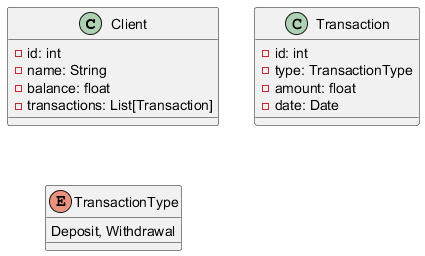 C Client
id: int
name: String
balance: float
transactions: List[Transaction]
C Transaction
id: int
type: TransactionType
amount: float
date: Date
E TransactionType
Deposit, Withdrawal